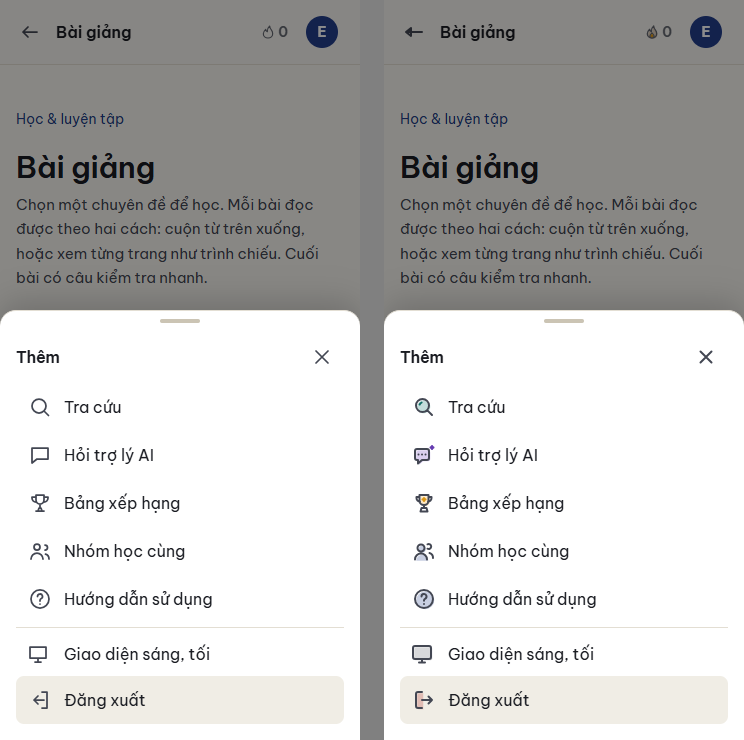 Bài giảng 0 E
Học & luyện tập
Bài giảng
Chọn một chuyên đề để học. Mỗi bài đọc
được theo hai cách: cuộn từ trên xuống,
hoặc xem từng trang như trình chiếu. Cuối
bài có câu kiểm tra nhanh.
Thêm
Tra cứu
Hỏi trợ lý AI
Bảng xếp hạng
Nhóm học cùng
Hướng dẫn sử dụng
Giao diện sáng, tối
Đăng xuất
Bài giảng 0 E
Học & luyện tập
Bài giảng
Chọn một chuyên đề để học. Mỗi bài đọc
được theo hai cách: cuộn từ trên xuống,
hoặc xem từng trang như trình chiếu. Cuối
bài có câu kiểm tra nhanh.
Thêm
Tra cứu
Hỏi trợ lý AI
Bảng xếp hạng
Nhóm học cùng
Hướng dẫn sử dụng
Giao diện sáng, tối
Đăng xuất